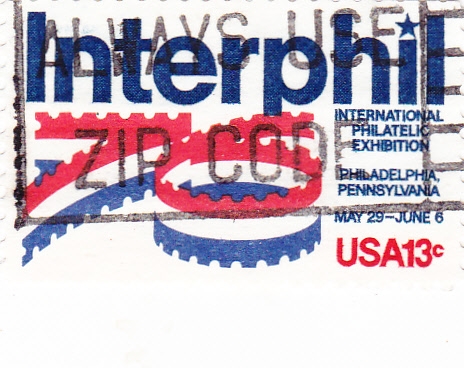 Interphil
ALWAYS USE
ZIP CODE
INTERNATIONAL
PHILATELIC
EXHIBITION
PHILADELPHIA,
PENNSYLVANIA
MAY 29–JUNE 6
USA13c